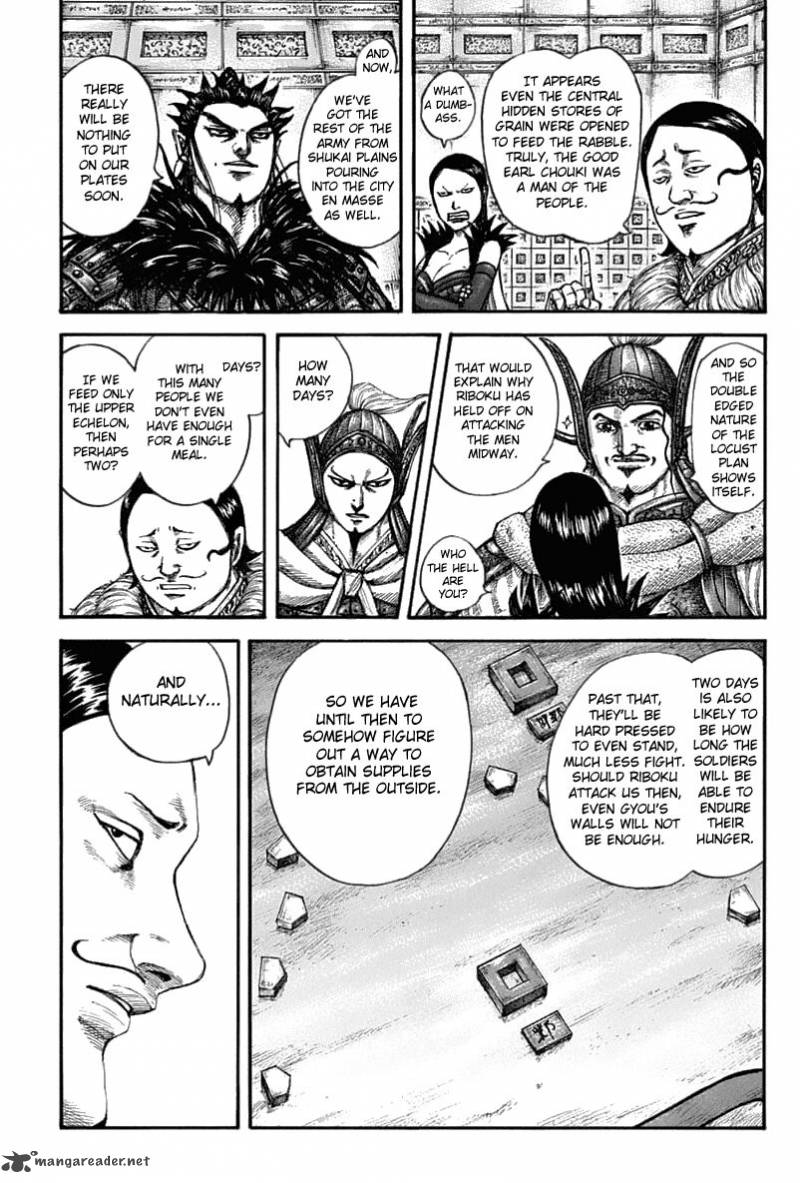 IT APPEARS
EVEN THE CENTRAL
HIDDEN STORES OF
GRAIN WERE OPENED
TO FEED THE RABBLE.
TRULY, THE GOOD
EARL CHOUKI WAS
A MAN OF THE
PEOPLE.
WHAT
A DUMB-
ASS.
AND
NOW,
WE'VE
GOT THE
REST OF THE
ARMY FROM
SHUKAI PLAINS
POURING
INTO THE CITY
EN MASSE
AS WELL.
THERE
REALLY
WILL BE
NOTHING
TO PUT
ON OUR
PLATES
SOON.
AND SO
THE
DOUBLE
EDGED
NATURE
OF THE
LOCUST
PLAN
SHOWS
ITSELF.
THAT WOULD
EXPLAIN WHY
RIBOKU HAS
HELD OFF ON
ATTACKING
THE MEN
MIDWAY.
WHO
THE HELL
ARE
YOU?
HOW
MANY
DAYS?
DAYS?
WITH
THIS MANY
PEOPLE WE
DON'T EVEN
HAVE ENOUGH
FOR A SINGLE
MEAL.
IF WE
FEED ONLY
THE UPPER
ECHELON,
THEN
PERHAPS
TWO?
TWO DAYS
IS ALSO
LIKELY TO
BE HOW
LONG THE
SOLDIERS
WILL BE
ABLE TO
ENDURE
THEIR
HUNGER.
PAST THAT,
THEY'LL BE
HARD PRESSED
TO EVEN STAND,
MUCH LESS FIGHT.
SHOULD RIBOKU
ATTACK US THEN,
EVEN GYOU'S
WALLS WILL NOT
BE ENOUGH.
SO WE HAVE
UNTIL THEN TO
SOMEHOW FIGURE
OUT A WAY TO
OBTAIN SUPPLIES
FROM THE OUTSIDE.
鄴
AND
NATURALLY...
mangareader.net